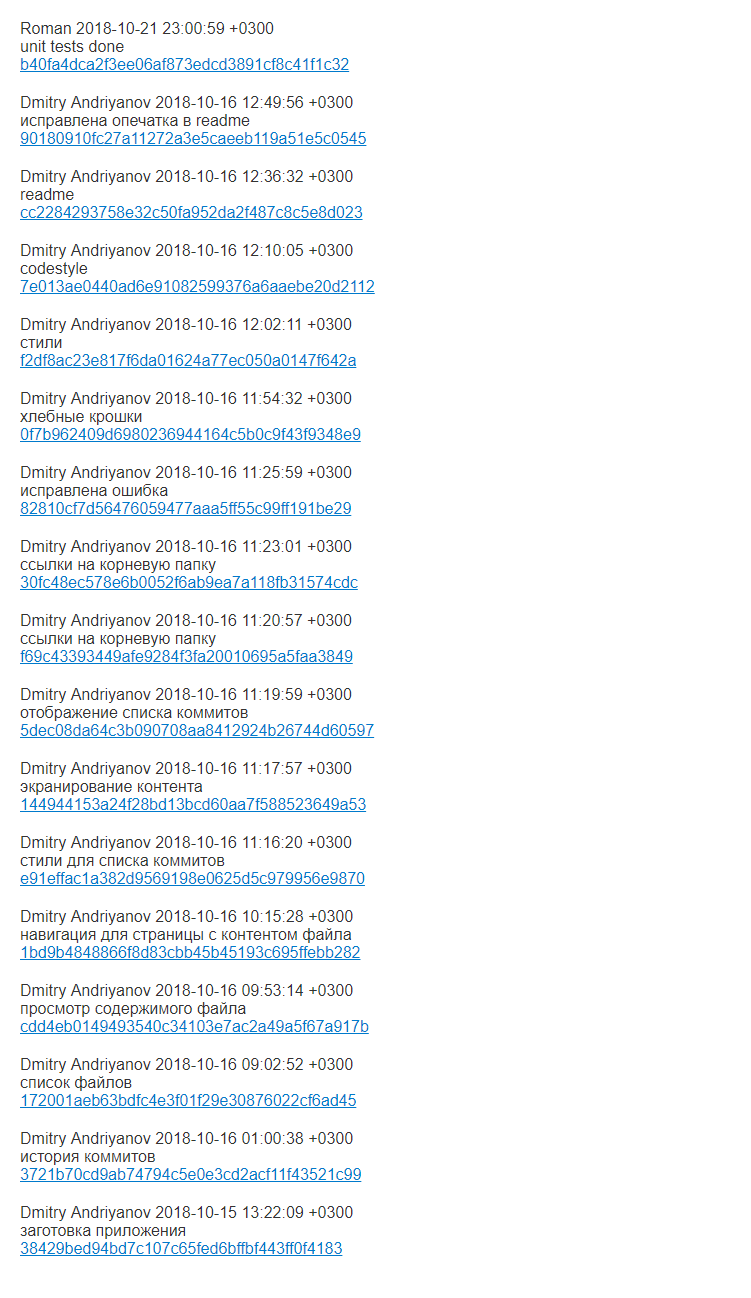 Roman 2018-10-21 23:00:59 +0300
unit tests done
b40fa4dca2f3ee06af873edcd3891cf8c41f1c32
Dmitry Andriyanov 2018-10-16 12:49:56 +0300
исправлена опечатка в readme
90180910fc27a11272a3e5caeeb119a51e5c0545
Dmitry Andriyanov 2018-10-16 12:36:32 +0300
readme
cc2284293758e32c50fa952da2f487c8c5e8d023
Dmitry Andriyanov 2018-10-16 12:10:05 +0300
codestyle
7e013ae0440ad6e91082599376a6aaebe20d2112
Dmitry Andriyanov 2018-10-16 12:02:11 +0300
стили
f2df8ac23e817f6da01624a77ec050a0147f642a
Dmitry Andriyanov 2018-10-16 11:54:32 +0300
хлебные крошки
0f7b962409d6980236944164c5b0c9f43f9348e9
Dmitry Andriyanov 2018-10-16 11:25:59 +0300
исправлена ошибка
82810cf7d56476059477aaa5ff55c99ff191be29
Dmitry Andriyanov 2018-10-16 11:23:01 +0300
ссылки на корневую папку
30fc48ec578e6b0052f6ab9ea7a118fb31574cdc
Dmitry Andriyanov 2018-10-16 11:20:57 +0300
ссылки на корневую папку
f69c43393449afe9284f3fa20010695a5faa3849
Dmitry Andriyanov 2018-10-16 11:19:59 +0300
отображение списка коммитов
5dec08da64c3b090708aa8412924b26744d60597
Dmitry Andriyanov 2018-10-16 11:17:57 +0300
экранирование контента
144944153a24f28bd13bcd60aa7f588523649a53
Dmitry Andriyanov 2018-10-16 11:16:20 +0300
стили для списка коммитов
e91effac1a382d9569198e0625d5c979956e9870
Dmitry Andriyanov 2018-10-16 10:15:28 +0300
навигация для страницы с контентом файла
1bd9b4848866f8d83cbb45b45193c695ffebb282
Dmitry Andriyanov 2018-10-16 09:53:14 +0300
просмотр содержимого файла
cdd4eb0149493540c34103e7ac2a49a5f67a917b
Dmitry Andriyanov 2018-10-16 09:02:52 +0300
список файлов
172001aeb63bdfc4e3f01f29e30876022cf6ad45
Dmitry Andriyanov 2018-10-16 01:00:38 +0300
история коммитов
3721b70cd9ab74794c5e0e3cd2acf11f43521c99
Dmitry Andriyanov 2018-10-15 13:22:09 +0300
заготовка приложения
38429bed94bd7c107c65fed6bffbf443ff0f4183